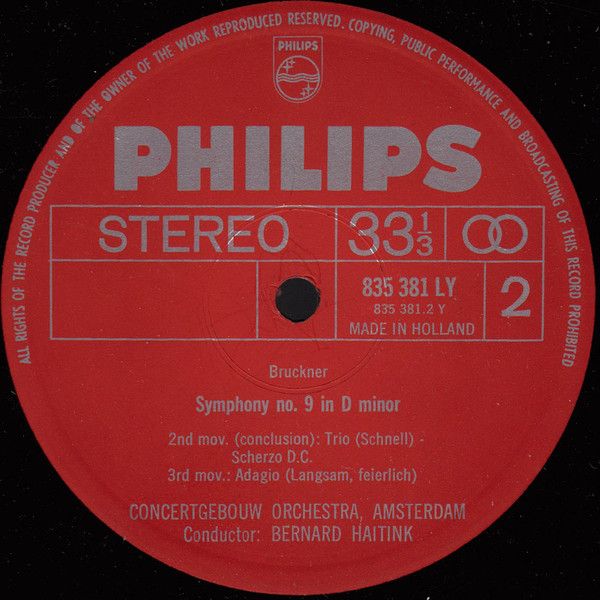 ALL RIGHTS OF THE RECORD PRODUCER AND OF THE OWNER OF THE WORK REPRODUCED RESERVED. COPYING, PUBLIC PERFORMANCE AND BROADCASTING OF THIS RECORD PROHIBITED
PHILIPS
PHILIPS
STEREO 33 1/3
835 381 LY
835 381.2 Y
2
MADE IN HOLLAND
Bruckner
Symphony no. 9 in D minor
2nd mov. (conclusion): Trio (Schnell) -
Scherzo D.C.
3rd mov.: Adagio (Langsam, feierlich)
CONCERTGEBOUW ORCHESTRA, AMSTERDAM
Conductor: BERNARD HAITINK